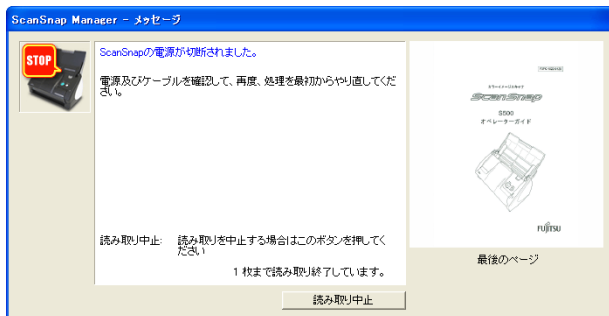 ScanSnap Manager - メッセージ
STOP
ScanSnapの電源が切断されました。
電源及びケーブルを確認して、再度、処理を最初からやり直してくだ
さい。
ScanSnap
S500
オペレーターガイド
FUJITSU
読み取り中止: 読み取りを中止する場合はこのボタンを押してく
ださい
1 枚まで読み取り終了しています。
最後のページ
読み取り中止